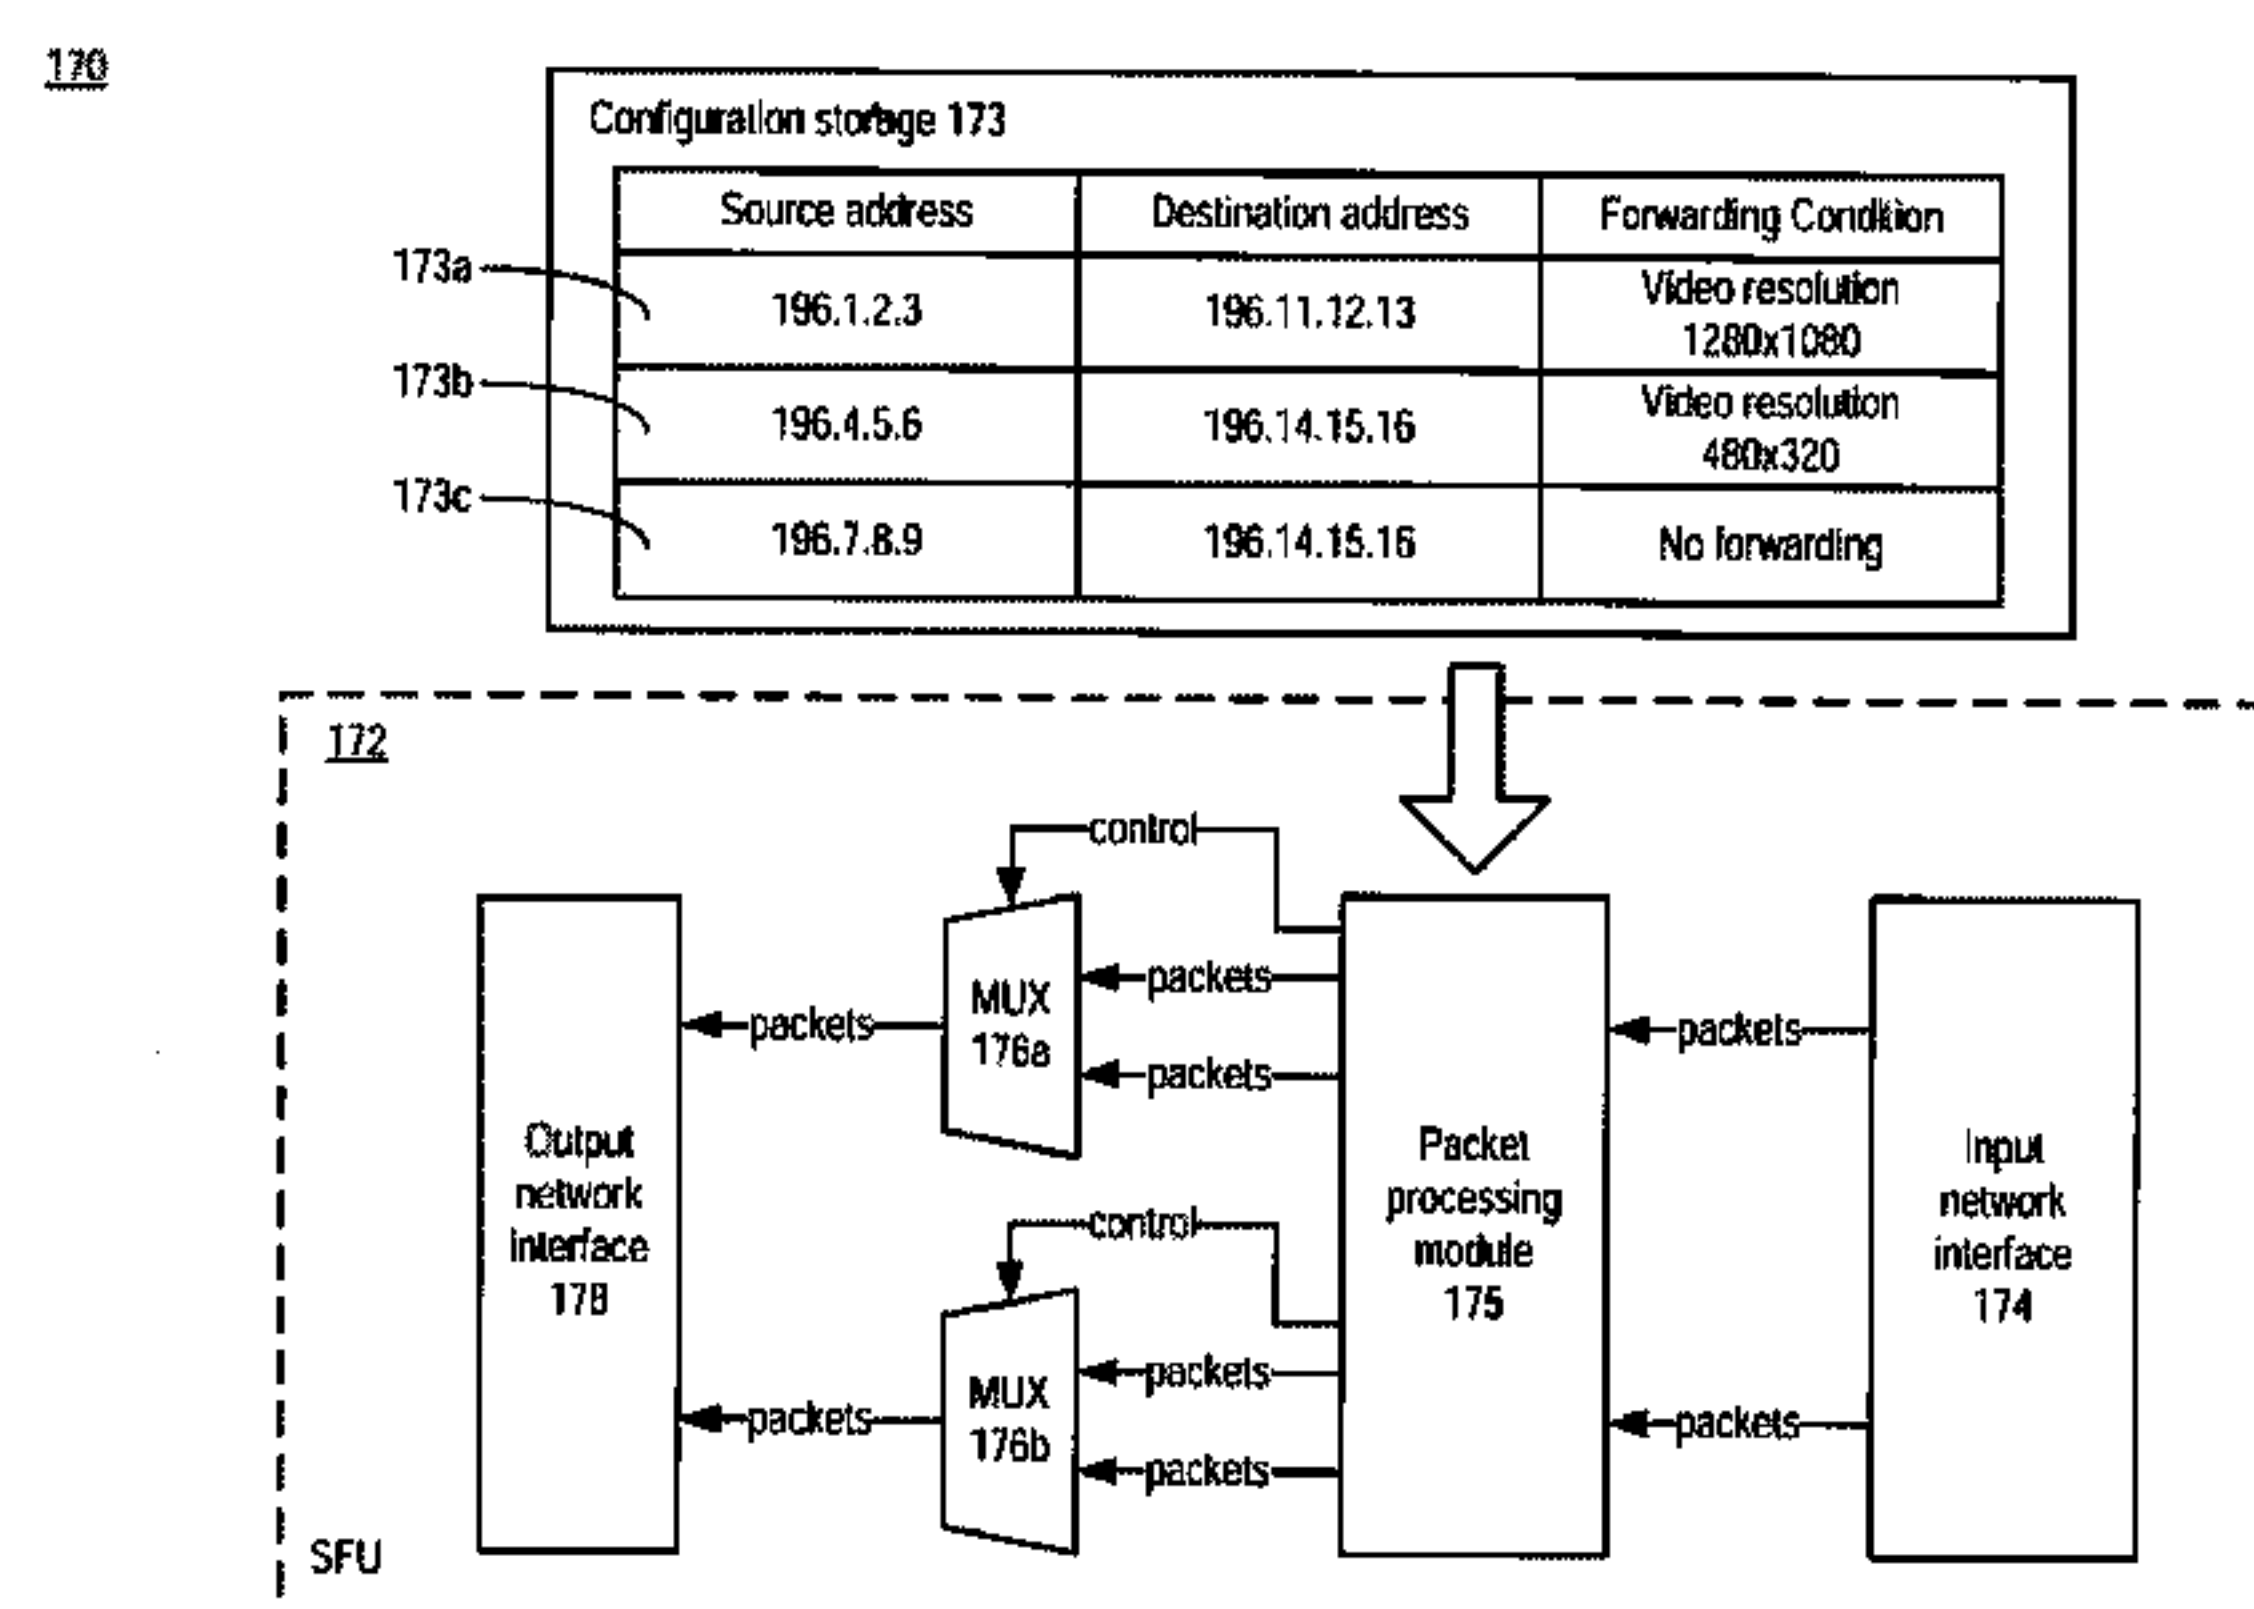 170
Configuration storage 173
Source address
Destination address
Forwarding Condition
173a
196.1.2.3
196.11.12.13
Video resolution
1280x1080
173b
196.4.5.6
196.14.15.16
Video resolution
480x320
173c
196.7.8.9
196.14.15.16
No forwarding
172
control
packets
MUX
176a
packets
packets
packets
Output
network
interface
178
Packet
processing
module
175
Input
network
interface
174
control
packets
MUX
176b
packets
packets
packets
SFU